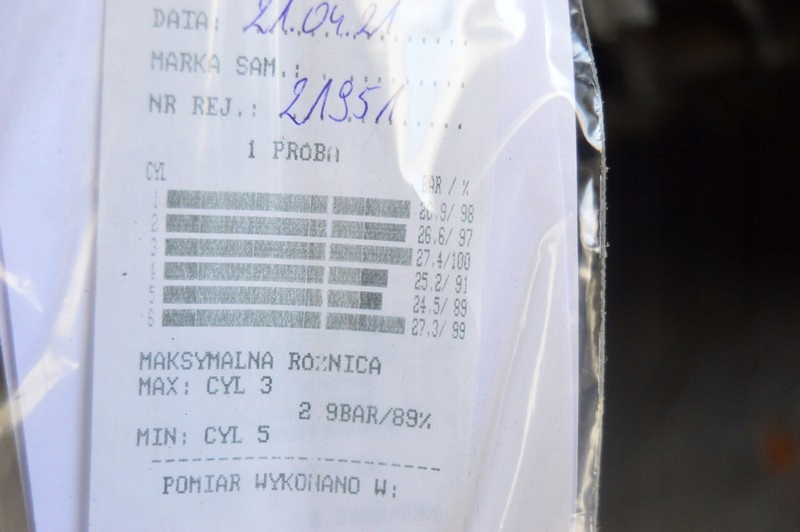 DATA: 21.04.21
MARKA SAM.:
NR REJ.: 21951
1 PROBA
CYL BAR / %
1 26.9/ 98
2 26.6/ 97
3 27.4/100
4 25.2/ 91
5 24.5/ 89
6 27.3/ 99
MAKSYMALNA ROZNICA
MAX: CYL 3
2 9BAR/89%
MIN: CYL 5
POMIAR WYKONANO W: